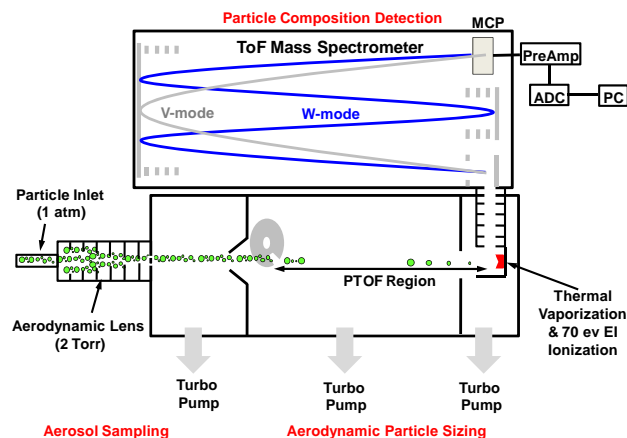 Particle Composition Detection
MCP
ToF Mass Spectrometer
PreAmp
V-mode
W-mode
ADC
PC
Particle Inlet
(1 atm)
PTOF Region
Aerodynamic Lens
(2 Torr)
Thermal
Vaporization
& 70 ev EI
Ionization
Turbo
Pump
Turbo
Pump
Turbo
Pump
Aerosol Sampling
Aerodynamic Particle Sizing